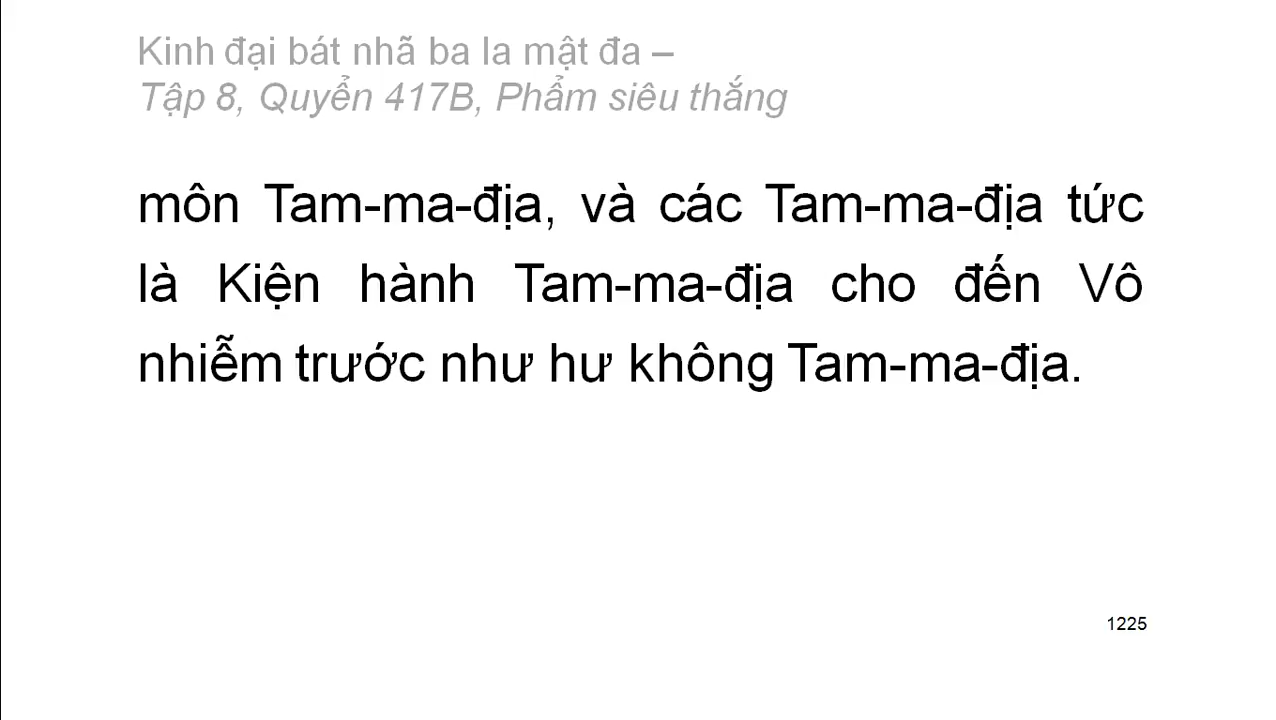 Kinh đại bát nhã ba la mật đa –
Tập 8, Quyển 417B, Phẩm siêu thắng
môn Tam-ma-địa, và các Tam-ma-địa tức
là Kiện hành Tam-ma-địa cho đến Vô
nhiễm trước như hư không Tam-ma-địa.
1225